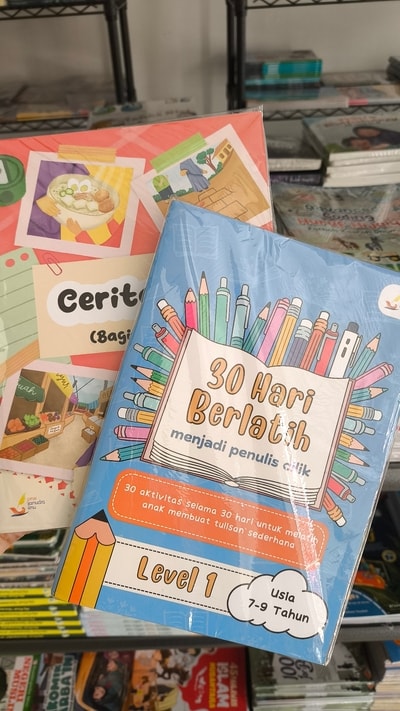 Cerit
(Bagi
30 Hari
Berlatih
menjadi penulis cilik
30 aktivitas selama 30 hari untuk melatih
anak membuat tulisan sederhana
Level 1
Usia
7-9 Tahun